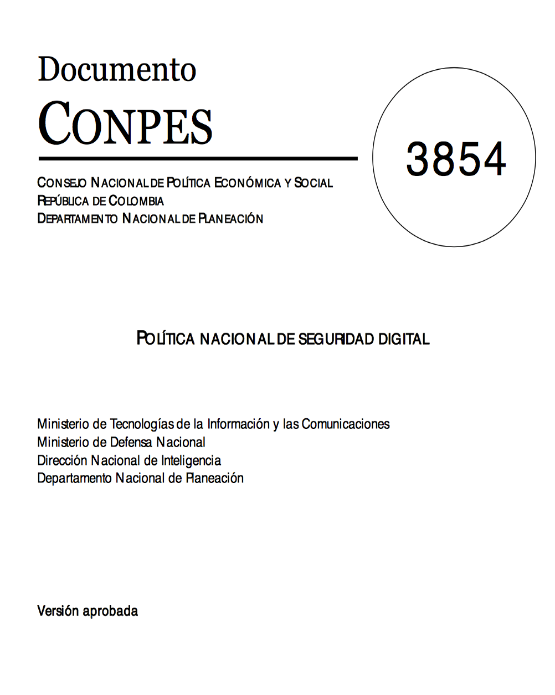 Documento
CONPES
3854
CONSEJO NACIONAL DE POLÍTICA ECONÓMICA Y SOCIAL
REPÚBLICA DE COLOMBIA
DEPARTAMENTO NACIONAL DE PLANEACIÓN
POLÍTICA NACIONAL DE SEGURIDAD DIGITAL
Ministerio de Tecnologías de la Información y las Comunicaciones
Ministerio de Defensa Nacional
Dirección Nacional de Inteligencia
Departamento Nacional de Planeación
Versión aprobada